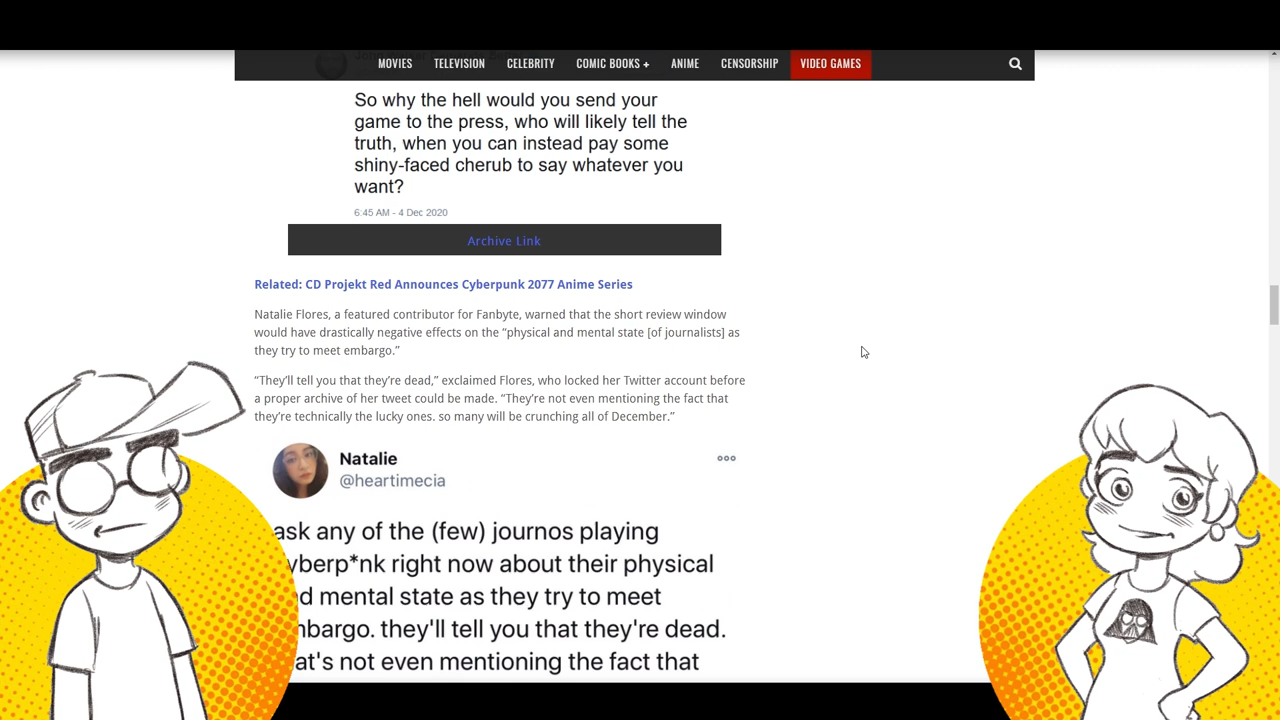 MOVIES TELEVISION CELEBRITY COMIC BOOKS + ANIME CENSORSHIP VIDEO GAMES
So why the hell would you send your
game to the press, who will likely tell the
truth, when you can instead pay some
shiny-faced cherub to say whatever you
want?
6:45 AM - 4 Dec 2020
Archive Link
Related: CD Projekt Red Announces Cyberpunk 2077 Anime Series
Natalie Flores, a featured contributor for Fanbyte, warned that the short review window
would have drastically negative effects on the “physical and mental state [of journalists] as
they try to meet embargo.”
“They’ll tell you that they’re dead,” exclaimed Flores, who locked her Twitter account before
a proper archive of her tweet could be made. “They’re not even mentioning the fact that
they’re technically the lucky ones. so many will be crunching all of December.”
Natalie
@heartimecia
ask any of the (few) journos playing
yberp*nk right now about their physical
d mental state as they try to meet
mbargo. they'll tell you that they're dead.
at's not even mentioning the fact that